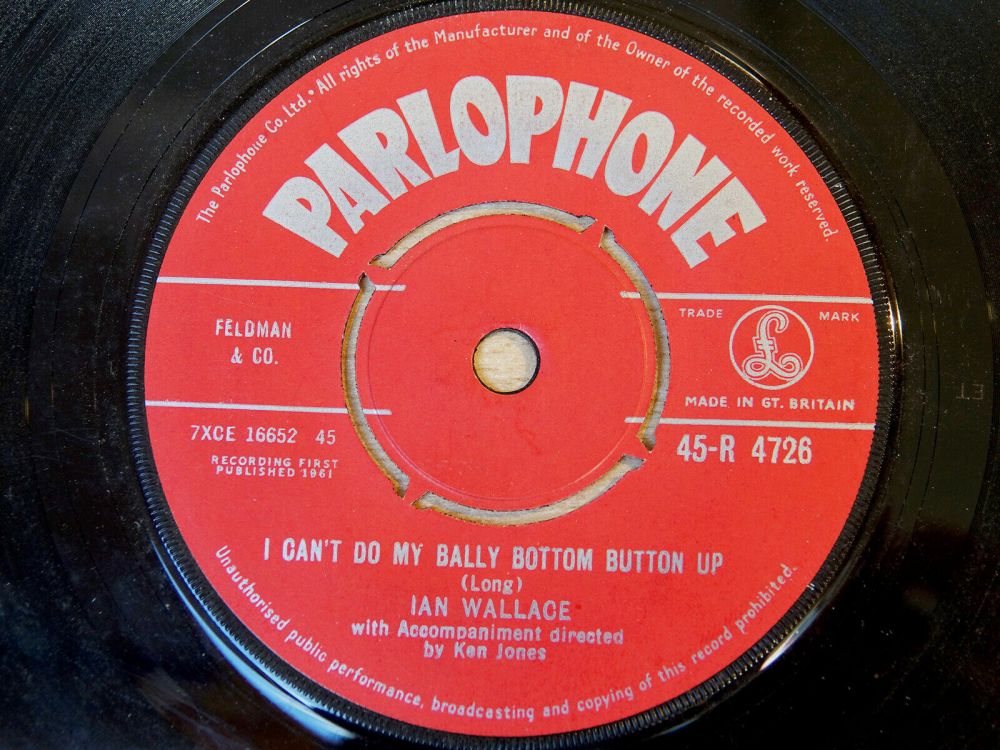 The Parlophone Co. Ltd. • All rights of the Manufacturer and of the Owner of the recorded work reserved.
PARLOPHONE
FELDMAN
& CO.
TRADE MARK
£
MADE IN GT. BRITAIN
7XCE 16652 45
RECORDING FIRST
PUBLISHED 1961
45-R 4726
I CAN'T DO MY BALLY BOTTOM BUTTON UP
(Long)
IAN WALLACE
with Accompaniment directed
by Ken Jones
Unauthorised public performance, broadcasting and copying of this record prohibited.